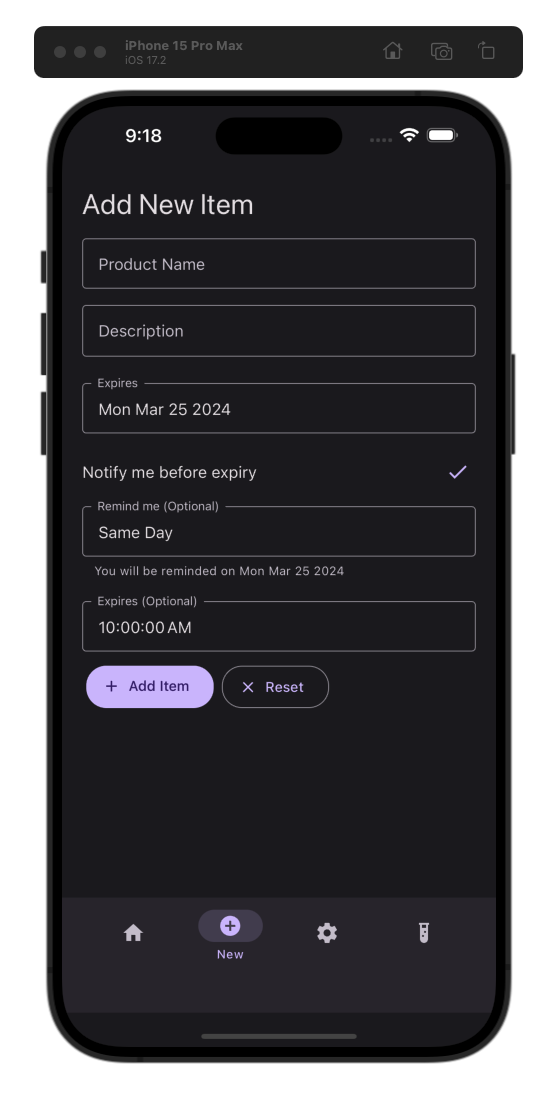 iPhone 15 Pro Max
iOS 17.2
9:18
Add New Item
Product Name
Description
Expires
Mon Mar 25 2024
Notify me before expiry
Remind me (Optional)
Same Day
You will be reminded on Mon Mar 25 2024
Expires (Optional)
10:00:00 AM
Add Item
Reset
New